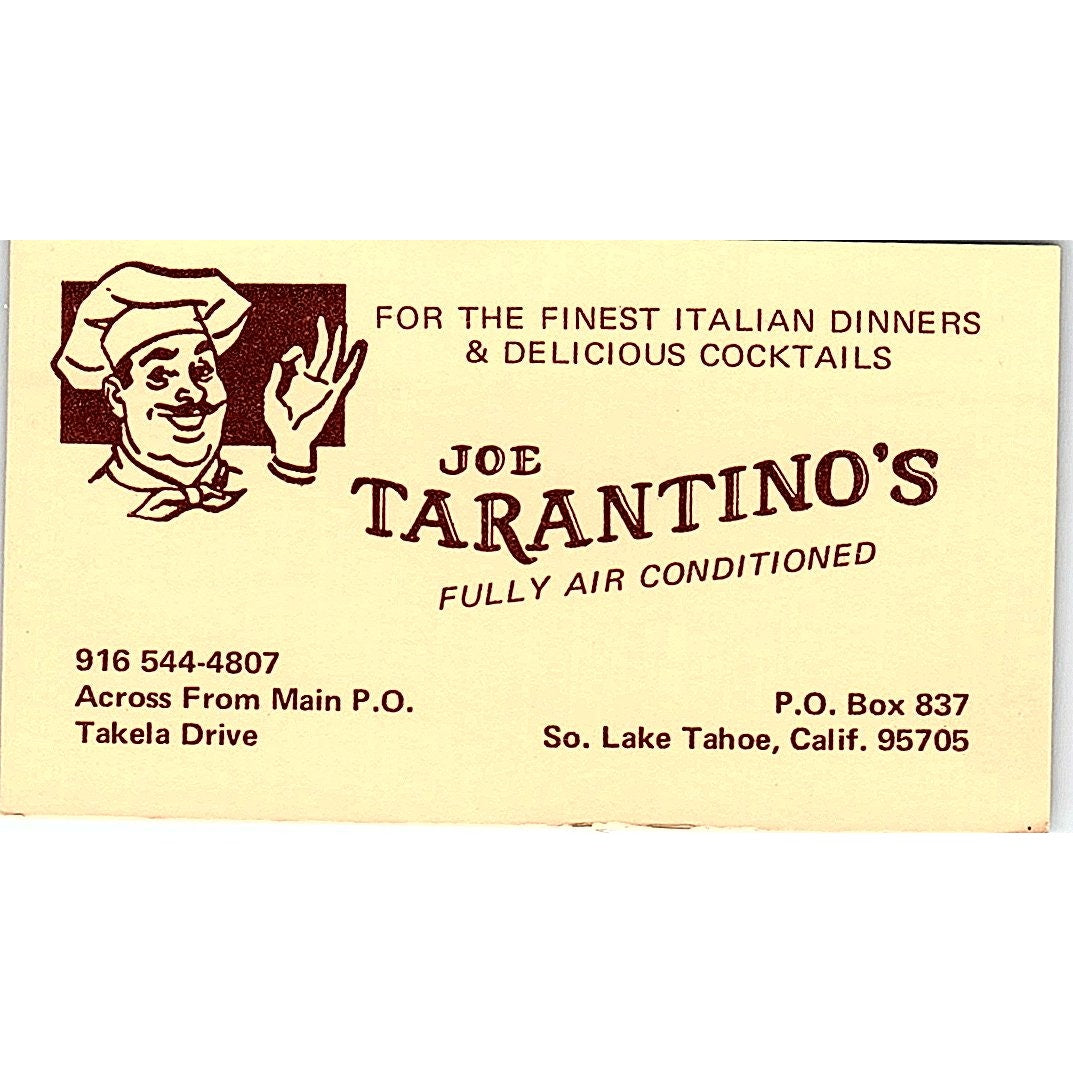 FOR THE FINEST ITALIAN DINNERS
& DELICIOUS COCKTAILS
JOE
TARANTINO'S
FULLY AIR CONDITIONED
916 544-4807
Across From Main P.O.
Takela Drive
P.O. Box 837
So. Lake Tahoe, Calif. 95705